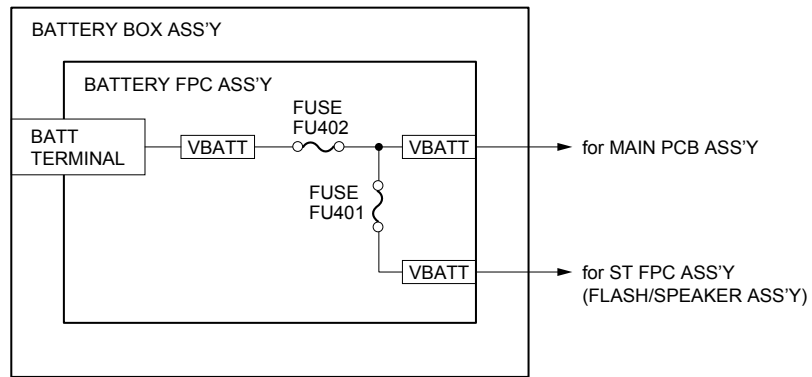 BATTERY BOX ASS'Y
BATTERY FPC ASS'Y
FUSE
FU402
BATT
TERMINAL
VBATT
VBATT
for MAIN PCB ASS'Y
FUSE
FU401
VBATT
for ST FPC ASS'Y
(FLASH/SPEAKER ASS'Y)